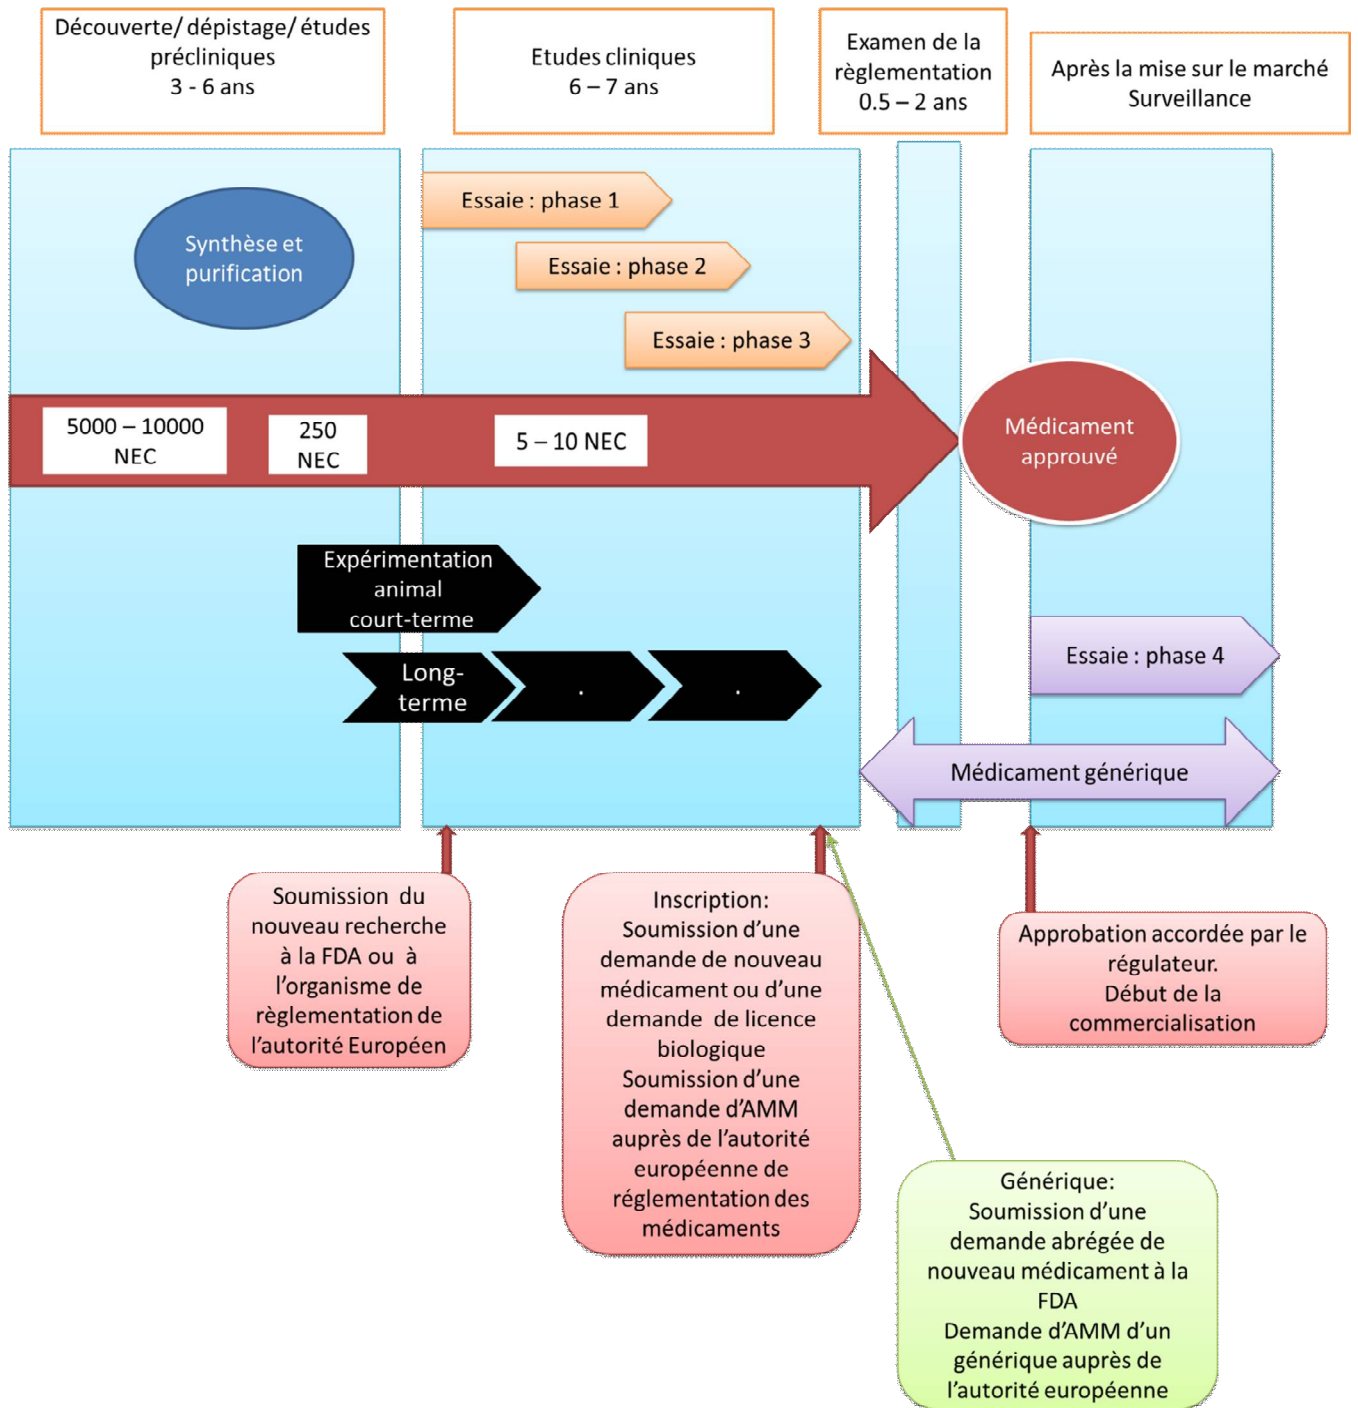 Découverte/ dépistage/ études
précliniques
3 - 6 ans
Etudes cliniques
6 – 7 ans
Examen de la
règlementation
0.5 – 2 ans
Après la mise sur le marché
Surveillance
Synthèse et
purification
Essaie : phase 1
Essaie : phase 2
Essaie : phase 3
5000 – 10000
NEC
250
NEC
5 – 10 NEC
Médicament
approuvé
Expérimentation
animal
court-terme
Long-
terme
.
.
Essaie : phase 4
Médicament générique
Soumission du
nouveau recherche
à la FDA ou à
l’organisme de
règlementation de
l’autorité Européen
Inscription:
Soumission d’une
demande de nouveau
médicament ou d’une
demande de licence
biologique
Soumission d’une
demande d’AMM
auprès de l’autorité
européenne de
réglementation des
médicaments
Approbation accordée par le
régulateur.
Début de la
commercialisation
Générique:
Soumission d’une
demande abrégée de
nouveau médicament à la
FDA
Demande d’AMM d’un
générique auprès de
l’autorité européenne